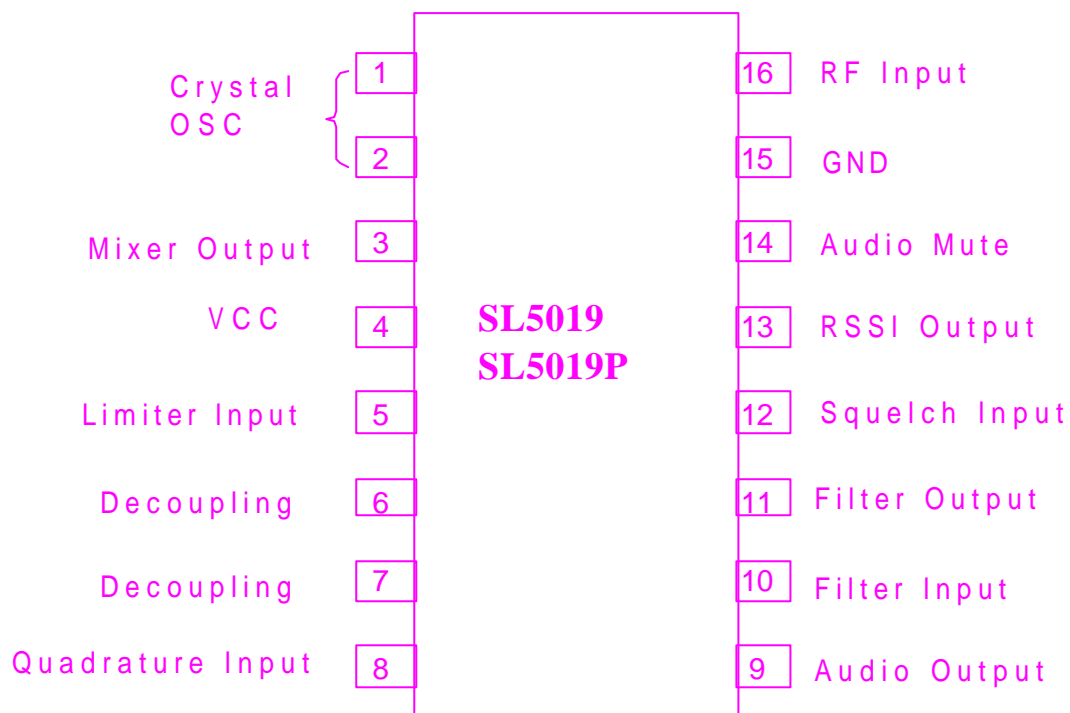 Crystal
OSC
1
2
Mixer Output
3
VCC
4
Limiter Input
5
Decoupling
6
Decoupling
7
Quadrature Input
8
SL5019
SL5019P
16
RF Input
15
GND
14
Audio Mute
13
RSSI Output
12
Squelch Input
11
Filter Output
10
Filter Input
9
Audio Output